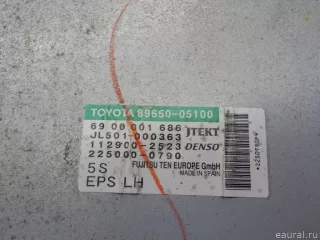 TOYOTA 89650-05100
69 00 001 686 JTEKT
JL501-000363
112900-2523 DENSO
225000-0790
FUJITSU TEN EUROPE GmbH
MADE IN SPAIN
5S
EPS LH
eaural.ru